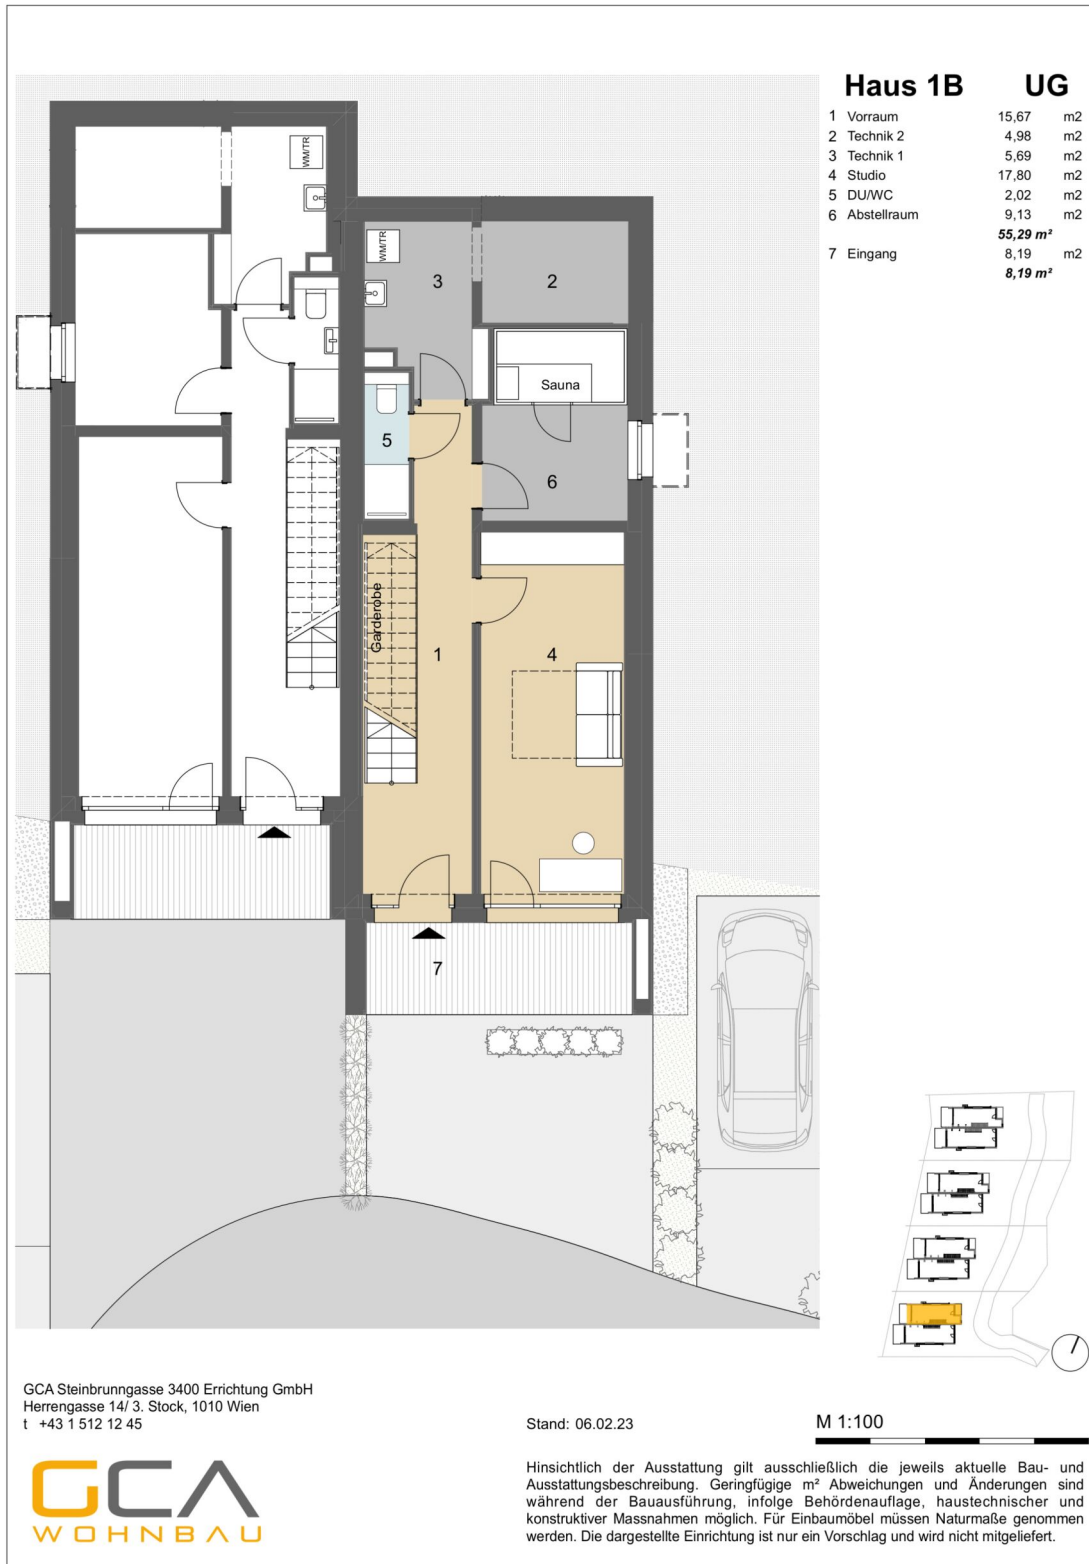 Haus 1B UG
1 Vorraum 15,67 m2
2 Technik 2 4,98 m2
3 Technik 1 5,69 m2
4 Studio 17,80 m2
5 DU/WC 2,02 m2
6 Abstellraum 9,13 m2
55,29 m²
7 Eingang 8,19 m2
8,19 m²
WM/TR
WM/TR
3
2
Sauna
5
6
Garderobe
1
4
7
GCA Steinbrunngasse 3400 Errichtung GmbH
Herrengasse 14/ 3. Stock, 1010 Wien
t +43 1 512 12 45
GCA
WOHNBAU
Stand: 06.02.23
M 1:100
Hinsichtlich der Ausstattung gilt ausschließlich die jeweils aktuelle Bau- und
Ausstattungsbeschreibung. Geringfügige m² Abweichungen und Änderungen sind
während der Bauausführung, infolge Behördenauflage, haustechnischer und
konstruktiver Massnahmen möglich. Für Einbaumöbel müssen Naturmaße genommen
werden. Die dargestellte Einrichtung ist nur ein Vorschlag und wird nicht mitgeliefert.